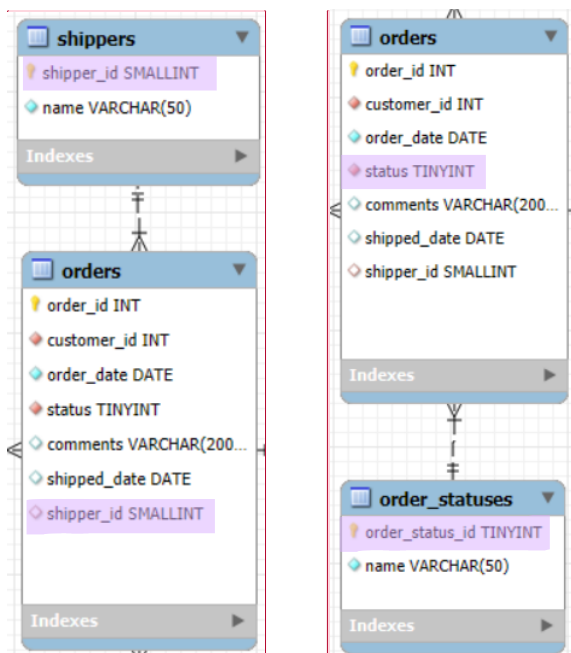 shippers
shipper_id SMALLINT
name VARCHAR(50)
Indexes
orders
order_id INT
customer_id INT
order_date DATE
status TINYINT
comments VARCHAR(200...
shipped_date DATE
shipper_id SMALLINT
Indexes
orders
order_id INT
customer_id INT
order_date DATE
status TINYINT
comments VARCHAR(200...
shipped_date DATE
shipper_id SMALLINT
Indexes
order_statuses
order_status_id TINYINT
name VARCHAR(50)
Indexes